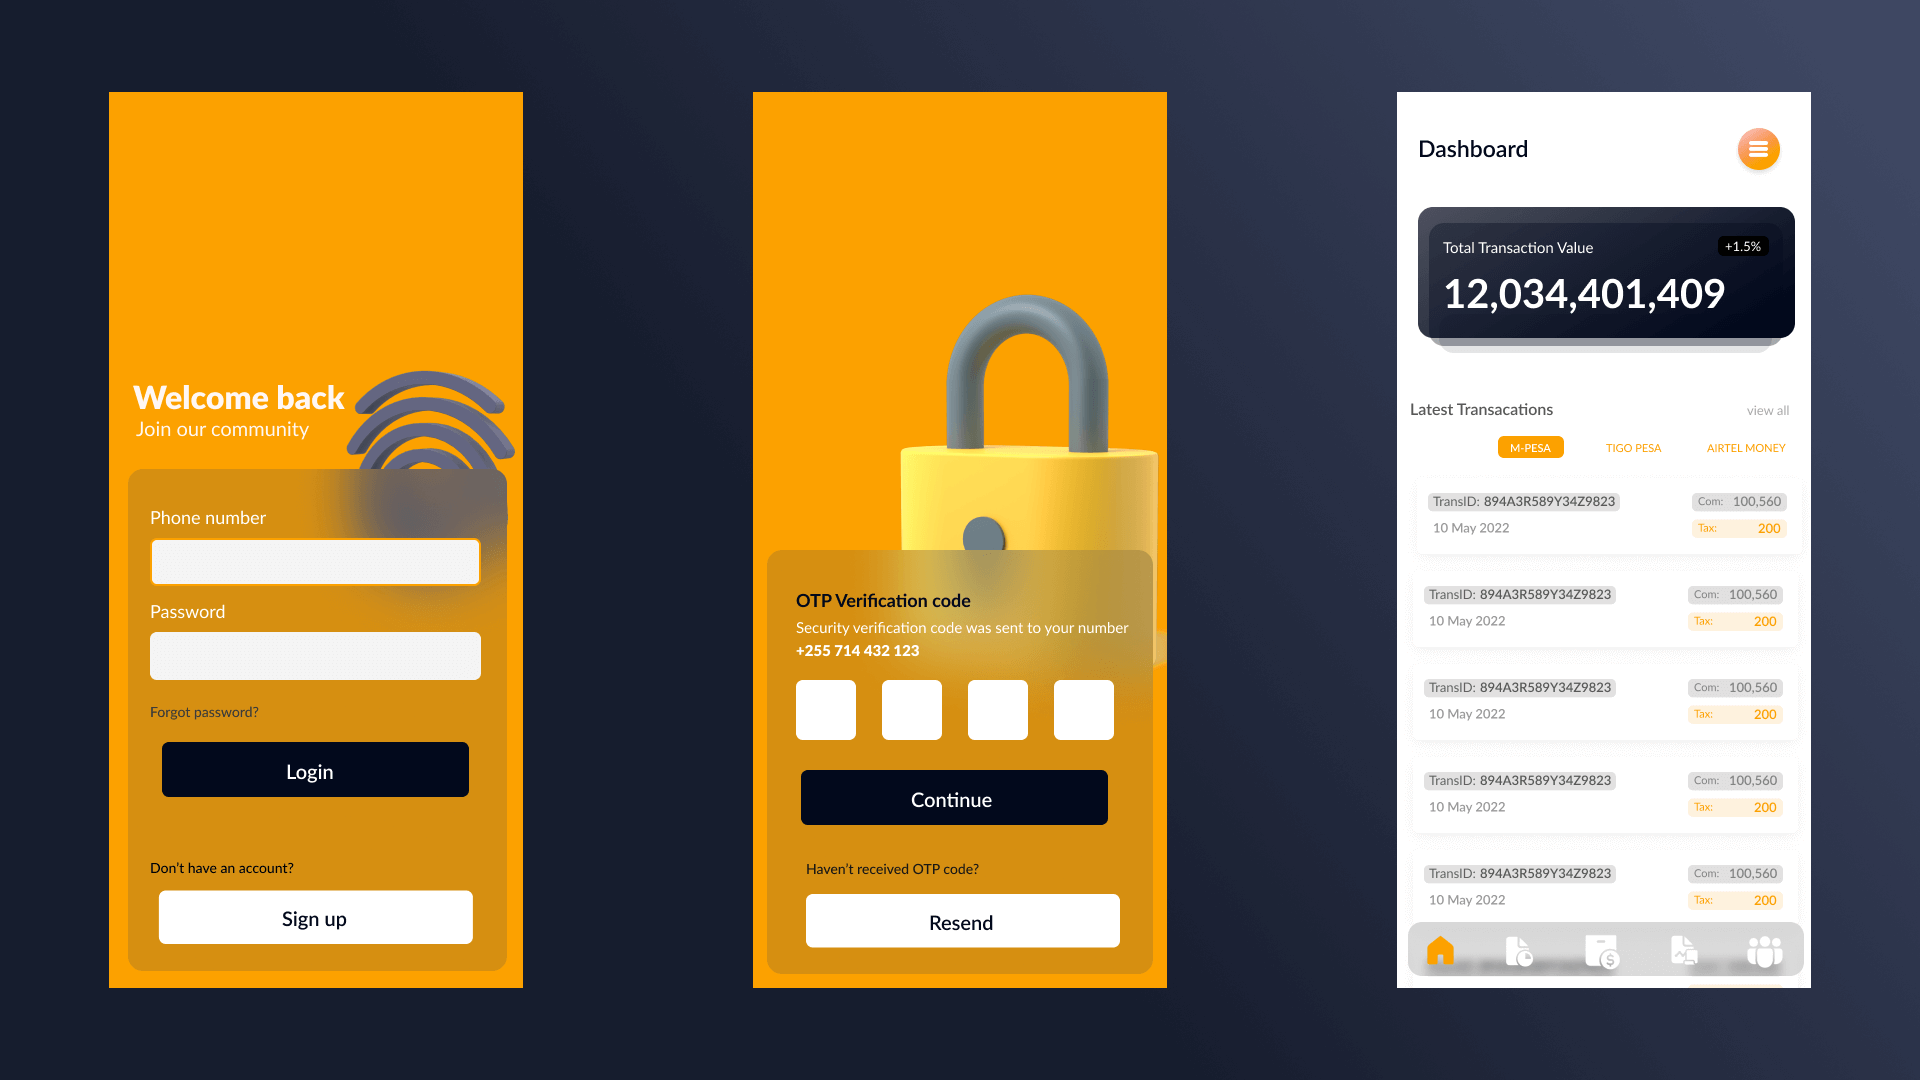 Welcome back
Join our community
Phone number
Password
Forgot password?
Login
Don't have an account?
Sign up
OTP Verification code
Security verification code was sent to your number
+255 714 432 123
Continue
Haven't received OTP code?
Resend
Dashboard
Total Transaction Value +1.5%
12,034,401,409
Latest Transacations view all
M-PESA TIGO PESA AIRTEL MONEY
TransID: 894A3R589Y34Z9823 Com: 100,560
10 May 2022 Tax: 200
TransID: 894A3R589Y34Z9823 Com: 100,560
10 May 2022 Tax: 200
TransID: 894A3R589Y34Z9823 Com: 100,560
10 May 2022 Tax: 200
TransID: 894A3R589Y34Z9823 Com: 100,560
10 May 2022 Tax: 200
TransID: 894A3R589Y34Z9823 Com: 100,560
10 May 2022 Tax: 200